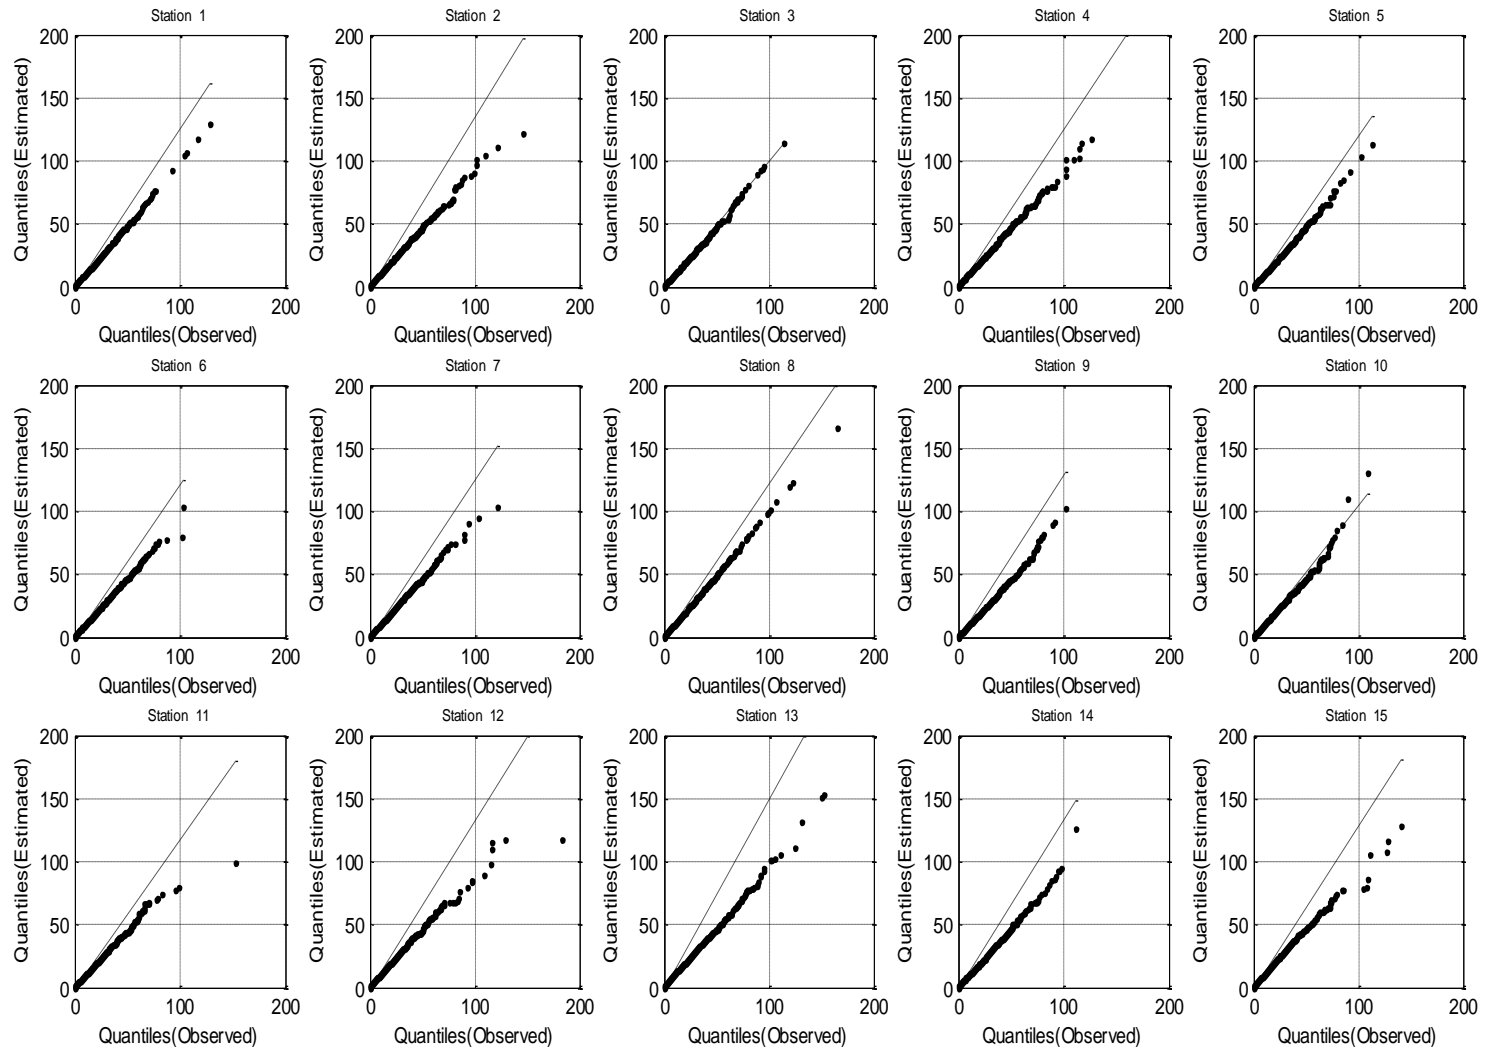 Station 1 Station 2 Station 3 Station 4 Station 5
200 200 200 200 200
150 150 150 150 150
100 100 100 100 100
50 50 50 50 50
0 0 0 0 0
Quantiles(Estimated) Quantiles(Estimated) Quantiles(Estimated) Quantiles(Estimated) Quantiles(Estimated)
0 100 200 0 100 200 0 100 200 0 100 200 0 100 200
Quantiles(Observed) Quantiles(Observed) Quantiles(Observed) Quantiles(Observed) Quantiles(Observed)
Station 6 Station 7 Station 8 Station 9 Station 10
200 200 200 200 200
150 150 150 150 150
100 100 100 100 100
50 50 50 50 50
0 0 0 0 0
Quantiles(Estimated) Quantiles(Estimated) Quantiles(Estimated) Quantiles(Estimated) Quantiles(Estimated)
0 100 200 0 100 200 0 100 200 0 100 200 0 100 200
Quantiles(Observed) Quantiles(Observed) Quantiles(Observed) Quantiles(Observed) Quantiles(Observed)
Station 11 Station 12 Station 13 Station 14 Station 15
200 200 200 200 200
150 150 150 150 150
100 100 100 100 100
50 50 50 50 50
0 0 0 0 0
Quantiles(Estimated) Quantiles(Estimated) Quantiles(Estimated) Quantiles(Estimated) Quantiles(Estimated)
0 100 200 0 100 200 0 100 200 0 100 200 0 100 200
Quantiles(Observed) Quantiles(Observed) Quantiles(Observed) Quantiles(Observed) Quantiles(Observed)